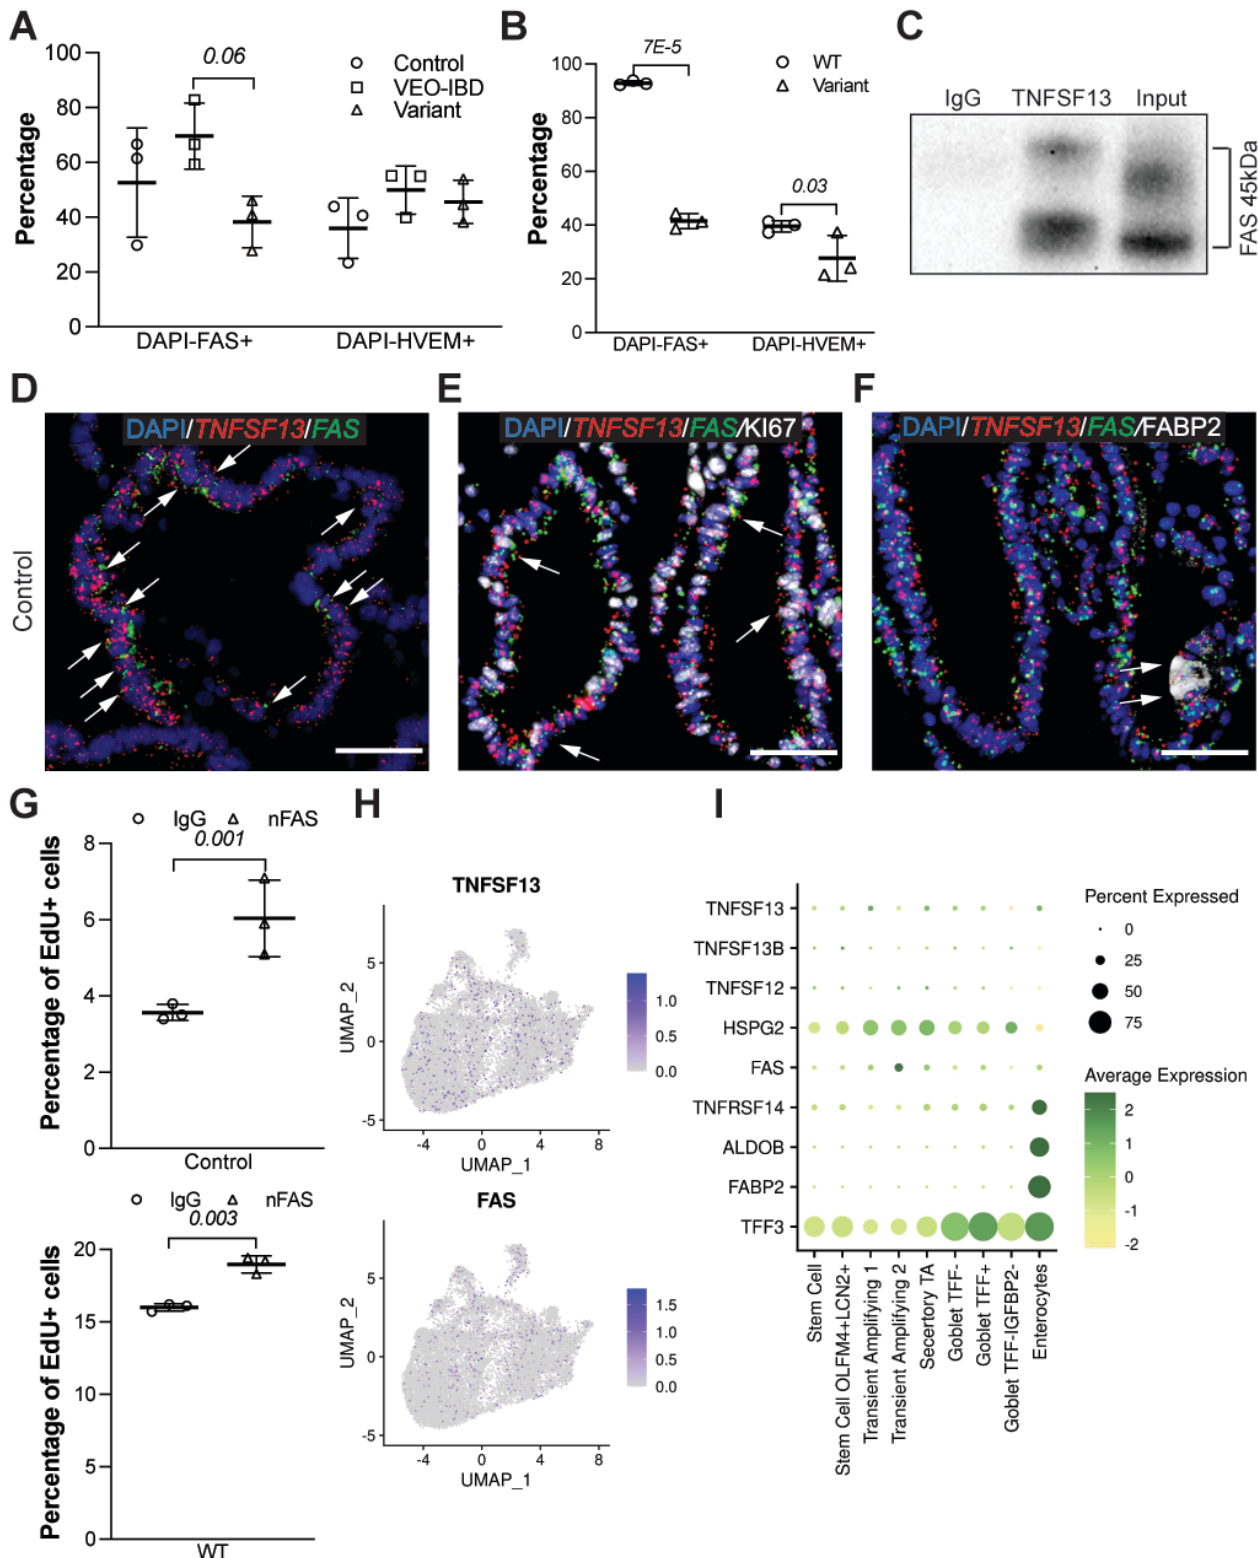 A
100
80
60
40
20
0
Percentage
0.06
Control
VEO-IBD
Variant
DAPI-FAS+
DAPI-HVEM+
B
100
80
60
40
20
0
Percentage
7E-5
0.03
WT
Variant
DAPI-FAS+
DAPI-HVEM+
C
IgG TNFSF13 Input
FAS 45kDa
D
Control
DAPI/TNFSF13/FAS
E
DAPI/TNFSF13/FAS/KI67
F
DAPI/TNFSF13/FAS/FABP2
G
IgG nFAS
0.001
8
6
4
2
0
Percentage of EdU+ cells
Control
IgG nFAS
0.003
20
15
10
5
0
Percentage of EdU+ cells
WT
H
TNFSF13
5
0
-5
UMAP_2
-4 0 4 8
UMAP_1
1.0
0.5
0.0
FAS
5
0
-5
UMAP_2
-4 0 4 8
UMAP_1
1.5
1.0
0.5
0.0
I
TNFSF13
TNFSF13B
TNFSF12
HSPG2
FAS
TNFRSF14
ALDOB
FABP2
TFF3
Stem Cell
Stem Cell OLFM4+LCN2+
Transient Amplifying 1
Transient Amplifying 2
Secertory TA
Goblet TFF-
Goblet TFF+
Goblet TFF-IGFBP2-
Enterocytes
Percent Expressed
0
25
50
75
Average Expression
2
1
0
-1
-2